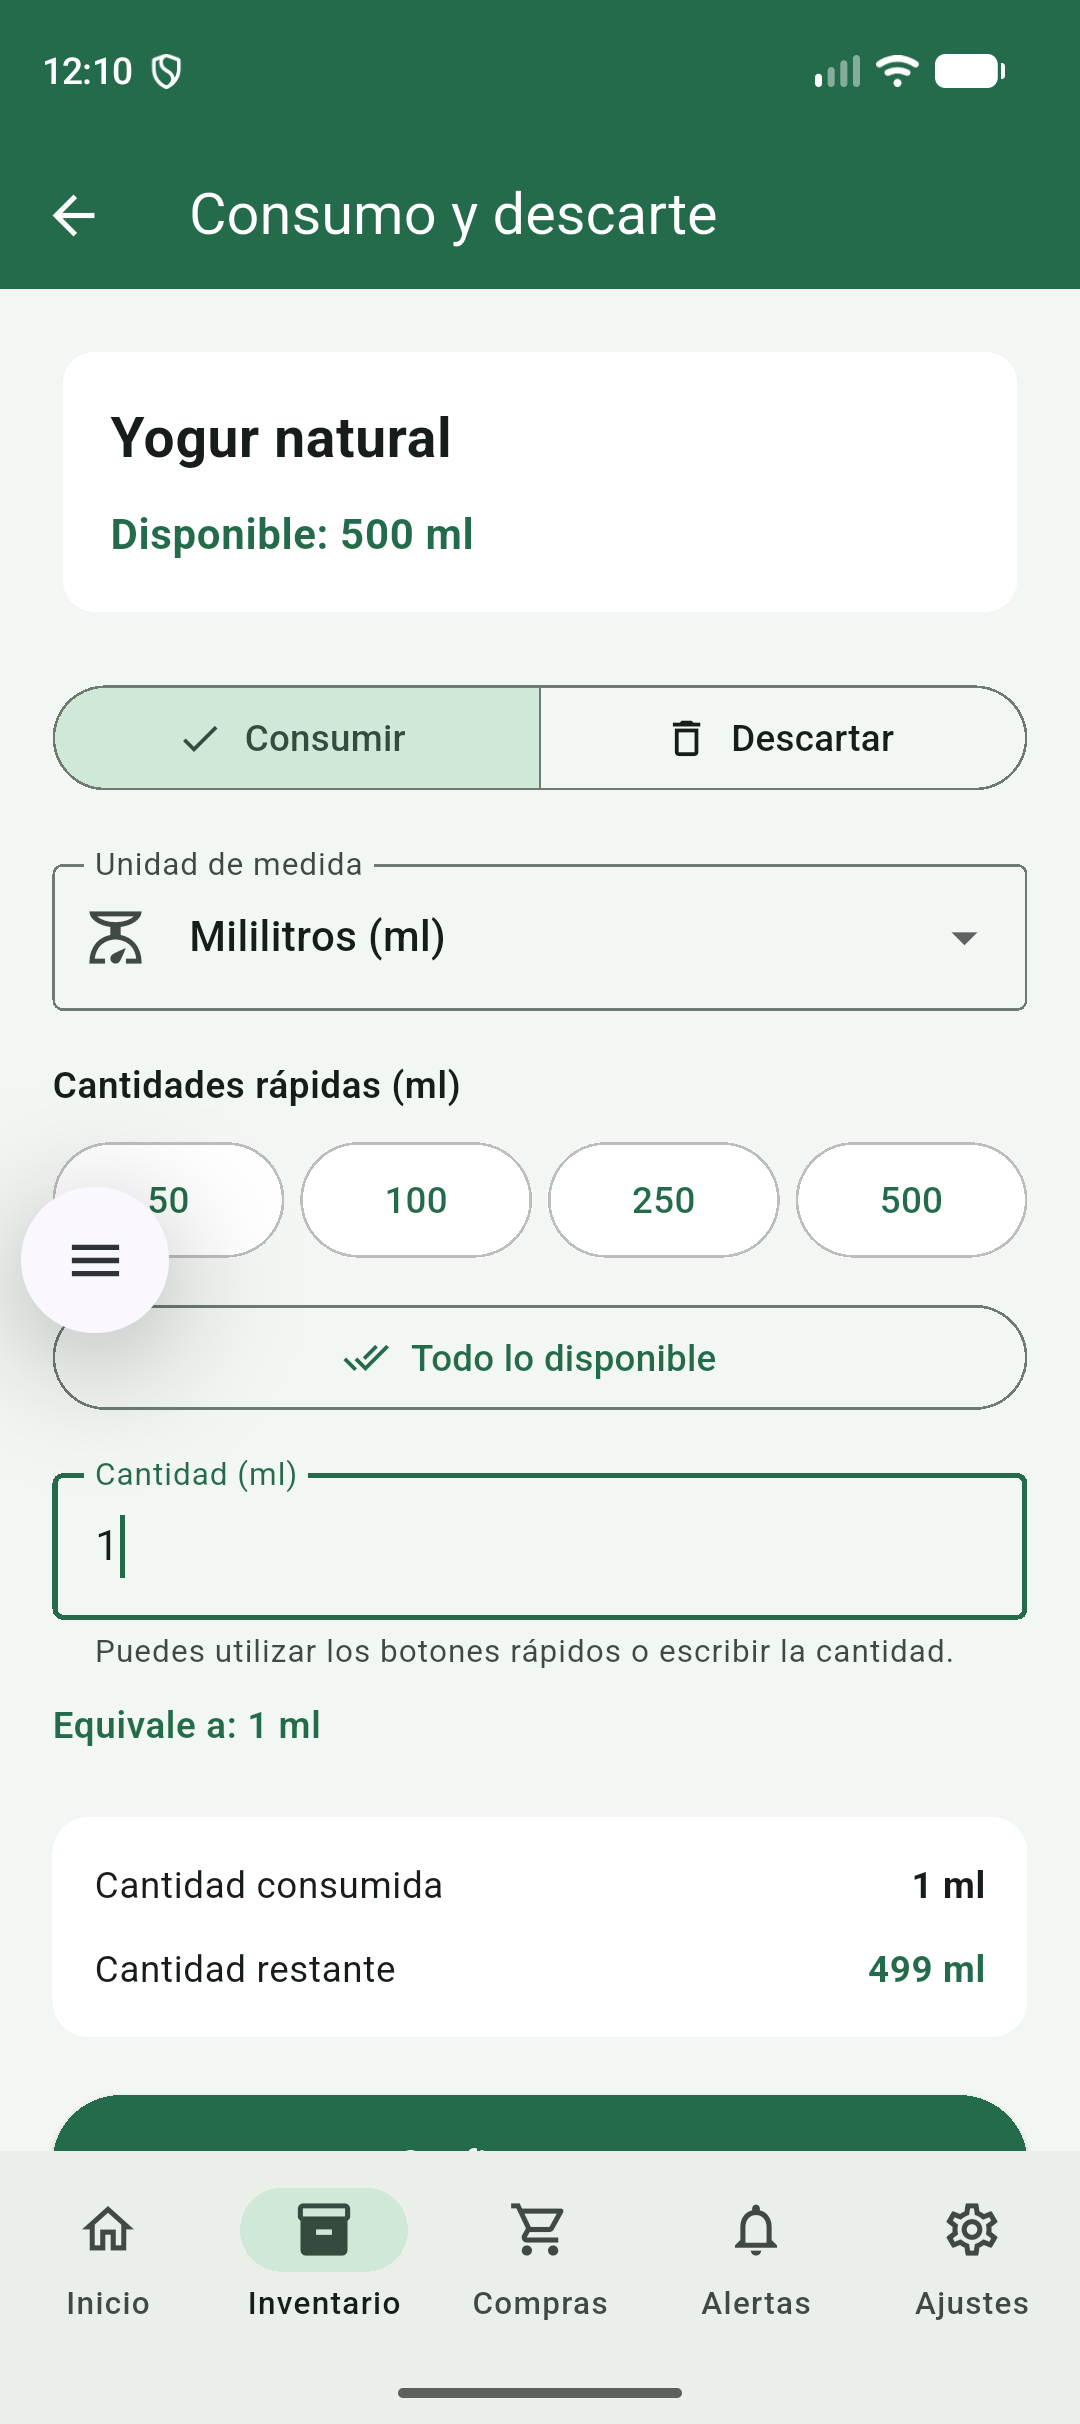 12:10
Consumo y descarte
Yogur natural
Disponible: 500 ml
Consumir
Descartar
Unidad de medida
Mililitros (ml)
Cantidades rápidas (ml)
50
100
250
500
Todo lo disponible
Cantidad (ml)
1
Puedes utilizar los botones rápidos o escribir la cantidad.
Equivale a: 1 ml
Cantidad consumida
1 ml
Cantidad restante
499 ml
Inicio
Inventario
Compras
Alertas
Ajustes